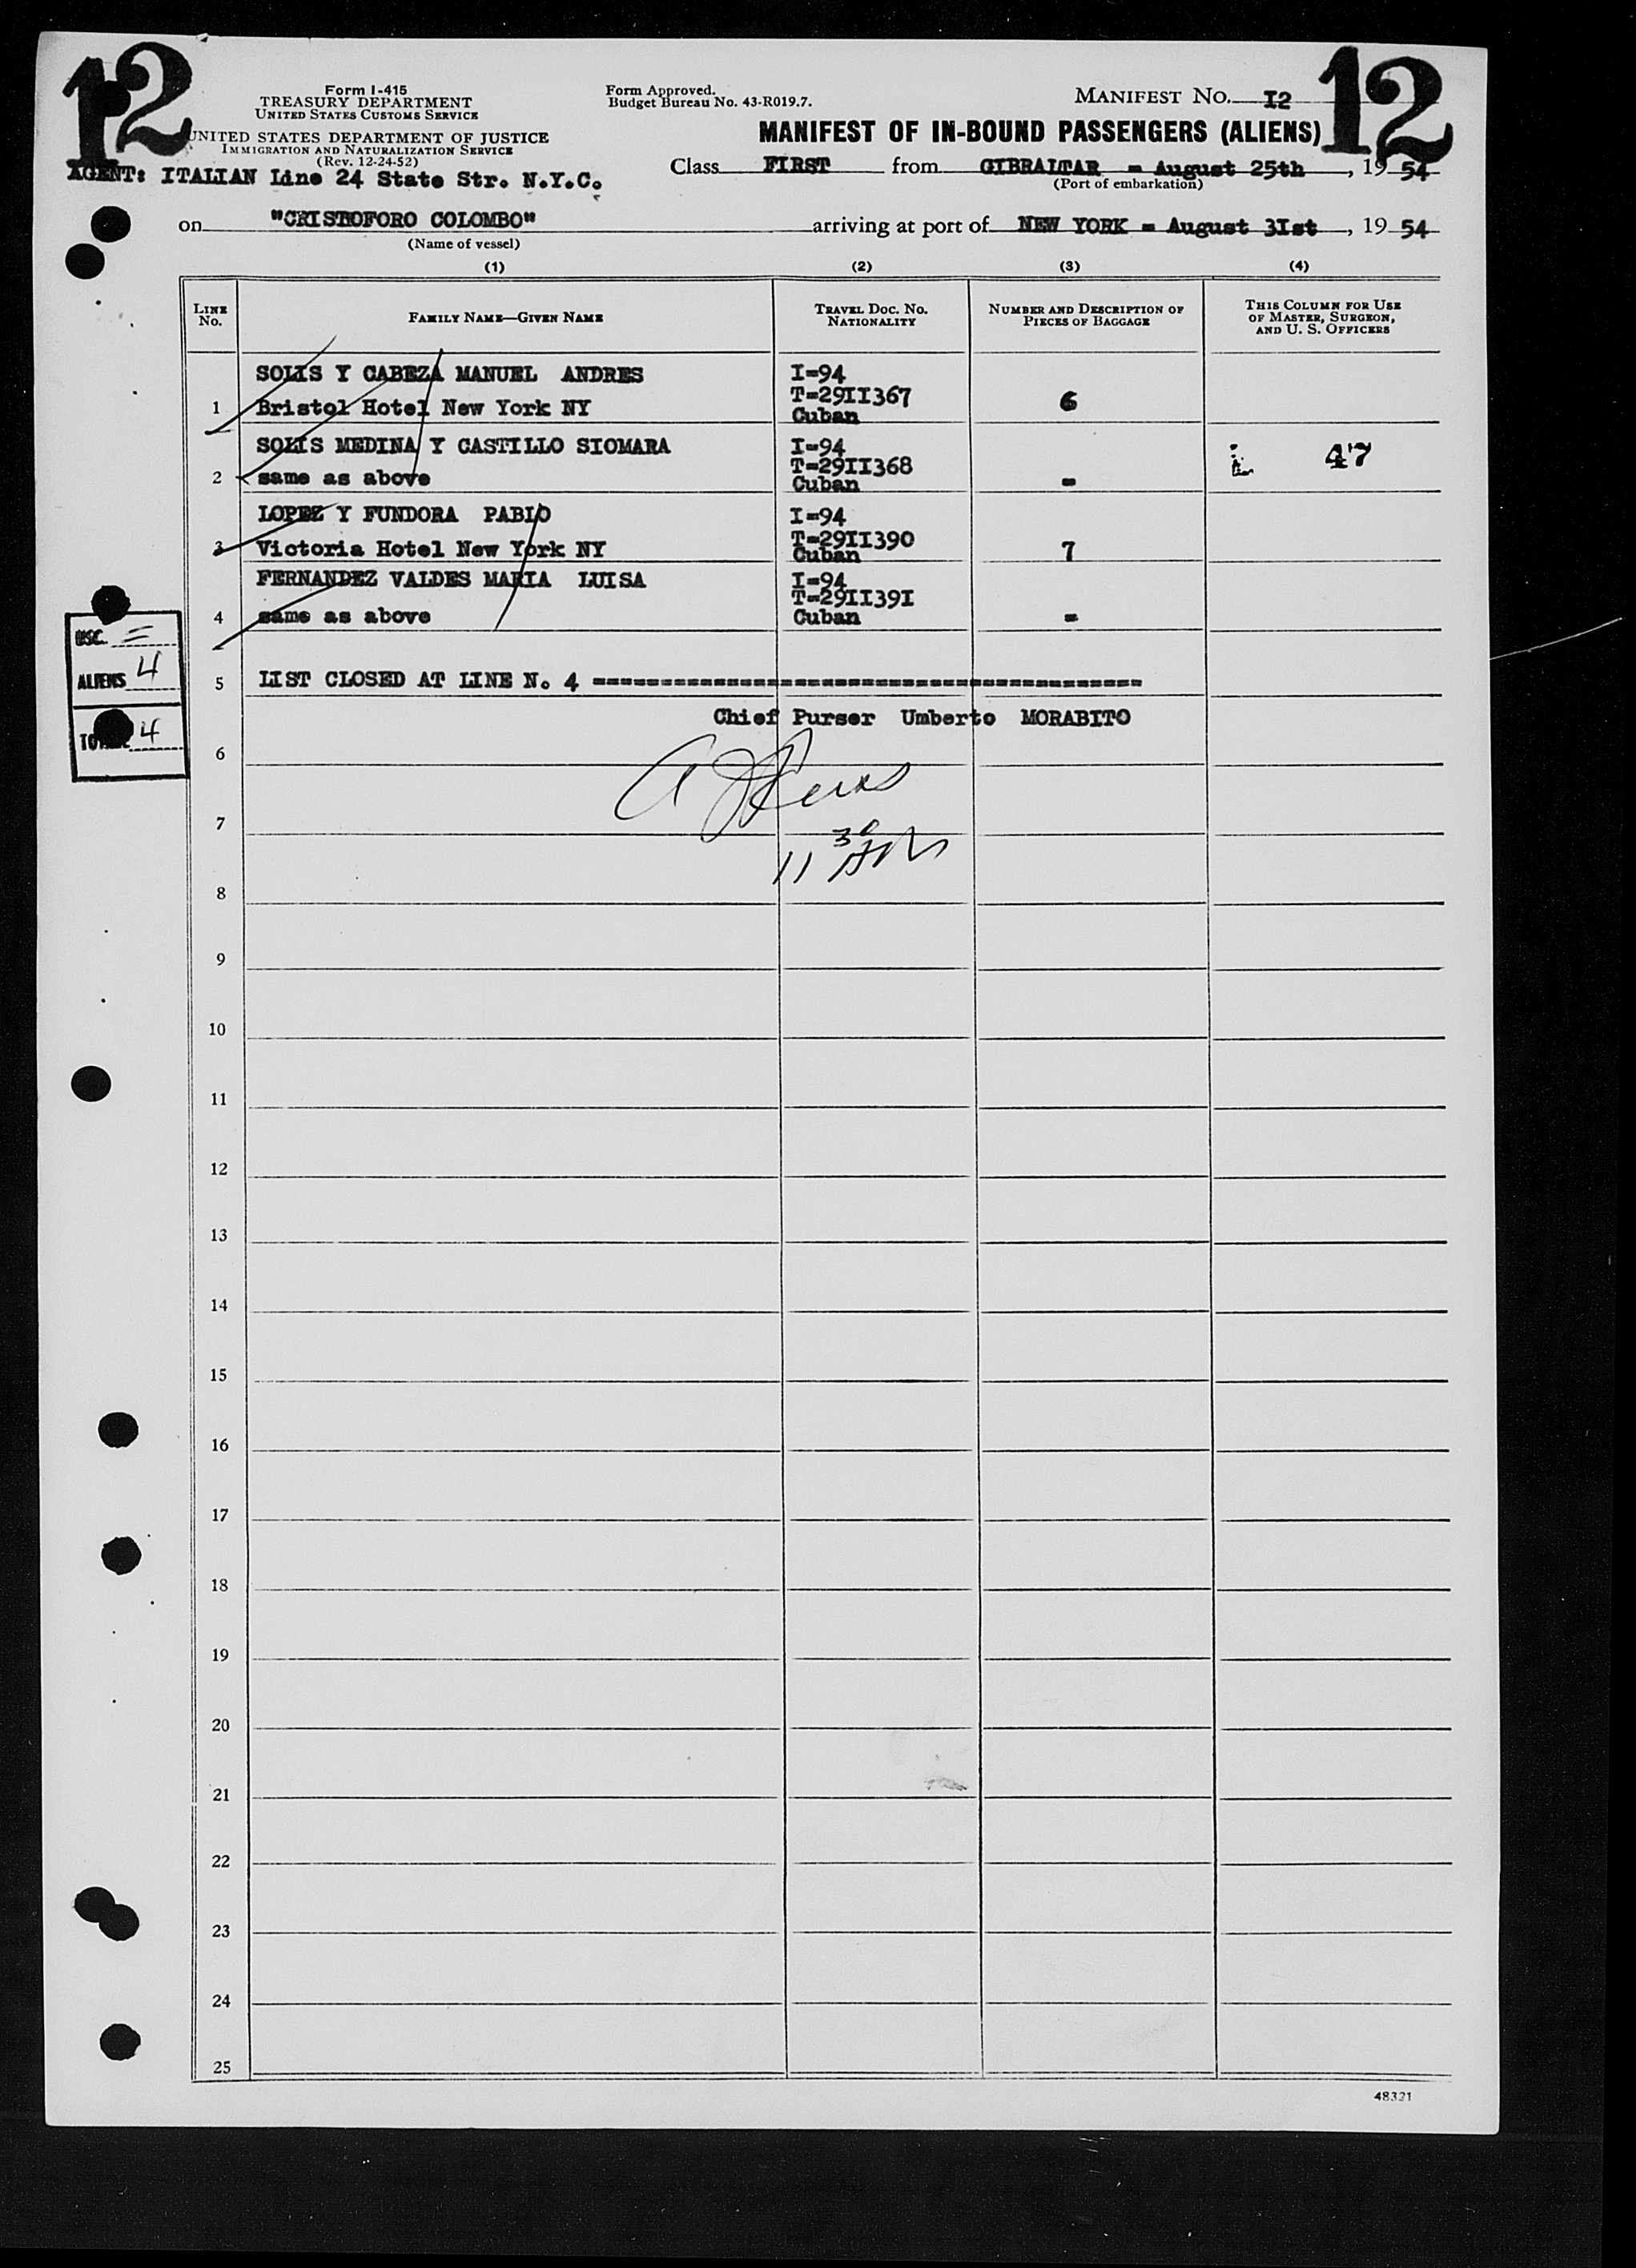 12
12
Form I-415
TREASURY DEPARTMENT
UNITED STATES CUSTOMS SERVICE
UNITED STATES DEPARTMENT OF JUSTICE
IMMIGRATION AND NATURALIZATION SERVICE
(Rev. 12-24-52)
AGENT: ITALIAN Line 24 State Str. N.Y.C.
Form Approved.
Budget Bureau No. 43-R019.7.
MANIFEST NO. I2
MANIFEST OF IN-BOUND PASSENGERS (ALIENS)
Class FIRST from GIBRALTAR = August 25th, 19 54
(Port of embarkation)
on "CRISTOFORO COLOMBO" arriving at port of NEW YORK = August 3Ist, 19 54
(Name of vessel)
(1) (2) (3) (4)
LINE No.
FAMILY NAME—GIVEN NAME
TRAVEL DOC. NO. NATIONALITY
NUMBER AND DESCRIPTION OF PIECES OF BAGGAGE
THIS COLUMN FOR USE OF MASTER, SURGEON, AND U. S. OFFICERS
SOLIS Y CABEZA MANUEL ANDRES I=94
1 Bristol Hotel New York NY T=29II367 6
Cuban
SOLIS MEDINA Y CASTILLO SIOMARA I=94
T=29II368 47
2 same as above Cuban =
LOPEZ Y FUNDORA PABLO I=94
3 Victoria Hotel New York NY T=29II390 7
Cuban
FERNANDEZ VALDES MARIA LUISA I=94
T=29II39I
4 same as above Cuban =
USC.
ALIENS 4
TOTAL 4
5 LIST CLOSED AT LINE N. 4 ========================================
Chief Purser Umberto MORABITO
6
7
11 30 AM
8
9
10
11
12
13
14
15
16
17
18
19
20
21
22
23
24
25
48321